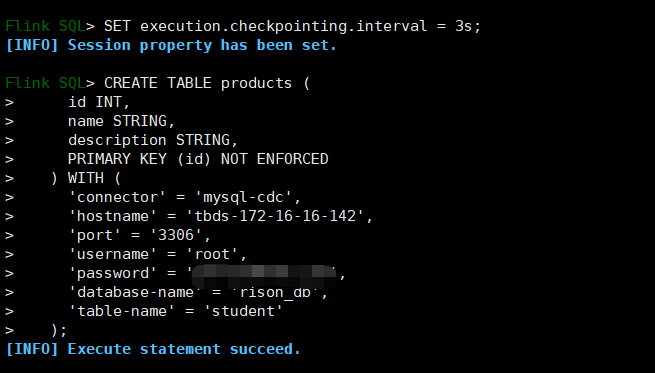 Flink SQL> SET execution.checkpointing.interval = 3s;
[INFO] Session property has been set.
Flink SQL> CREATE TABLE products (
> id INT,
> name STRING,
> description STRING,
> PRIMARY KEY (id) NOT ENFORCED
> ) WITH (
> 'connector' = 'mysql-cdc',
> 'hostname' = 'tbds-172-16-16-142',
> 'port' = '3306',
> 'username' = 'root',
> 'password' = ' ',
> 'database-name' = 'rison_db',
> 'table-name' = 'student'
> );
[INFO] Execute statement succeed.